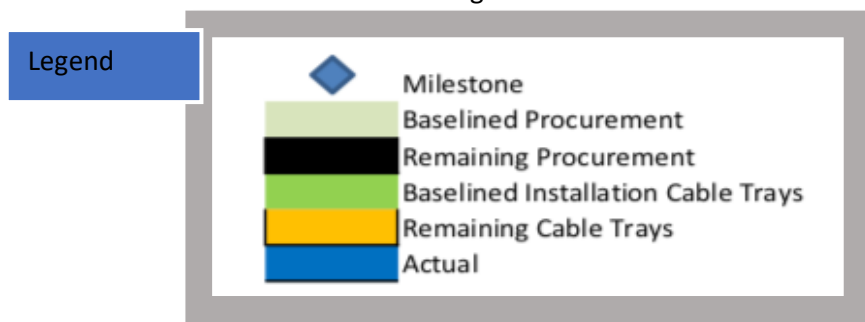 Legend
Milestone
Baselined Procurement
Remaining Procurement
Baselined Installation Cable Trays
Remaining Cable Trays
Actual